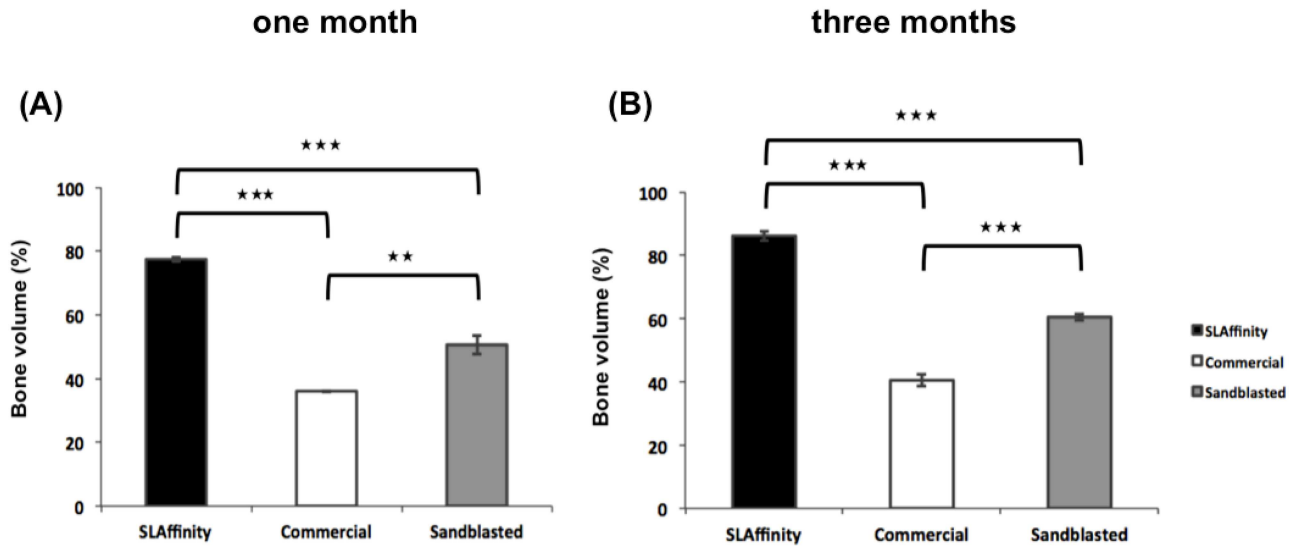 one month
three months
(A)
(B)
★★★
★★★
★★
★★★
★★★
★★★
Bone volume (%)
100
80
60
40
20
0
SLAffinity
Commercial
Sandblasted
Bone volume (%)
100
80
60
40
20
0
SLAffinity
Commercial
Sandblasted
SLAffinity
Commercial
Sandblasted